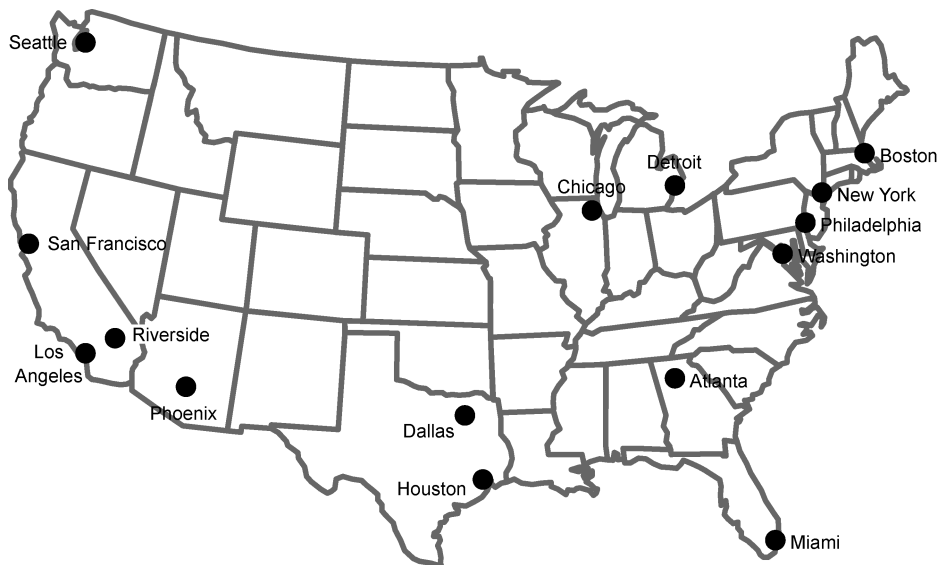 Seattle
Boston
Detroit
Chicago
New York
Philadelphia
San Francisco
Washington
Riverside
Los
Angeles
Atlanta
Phoenix
Dallas
Houston
Miami